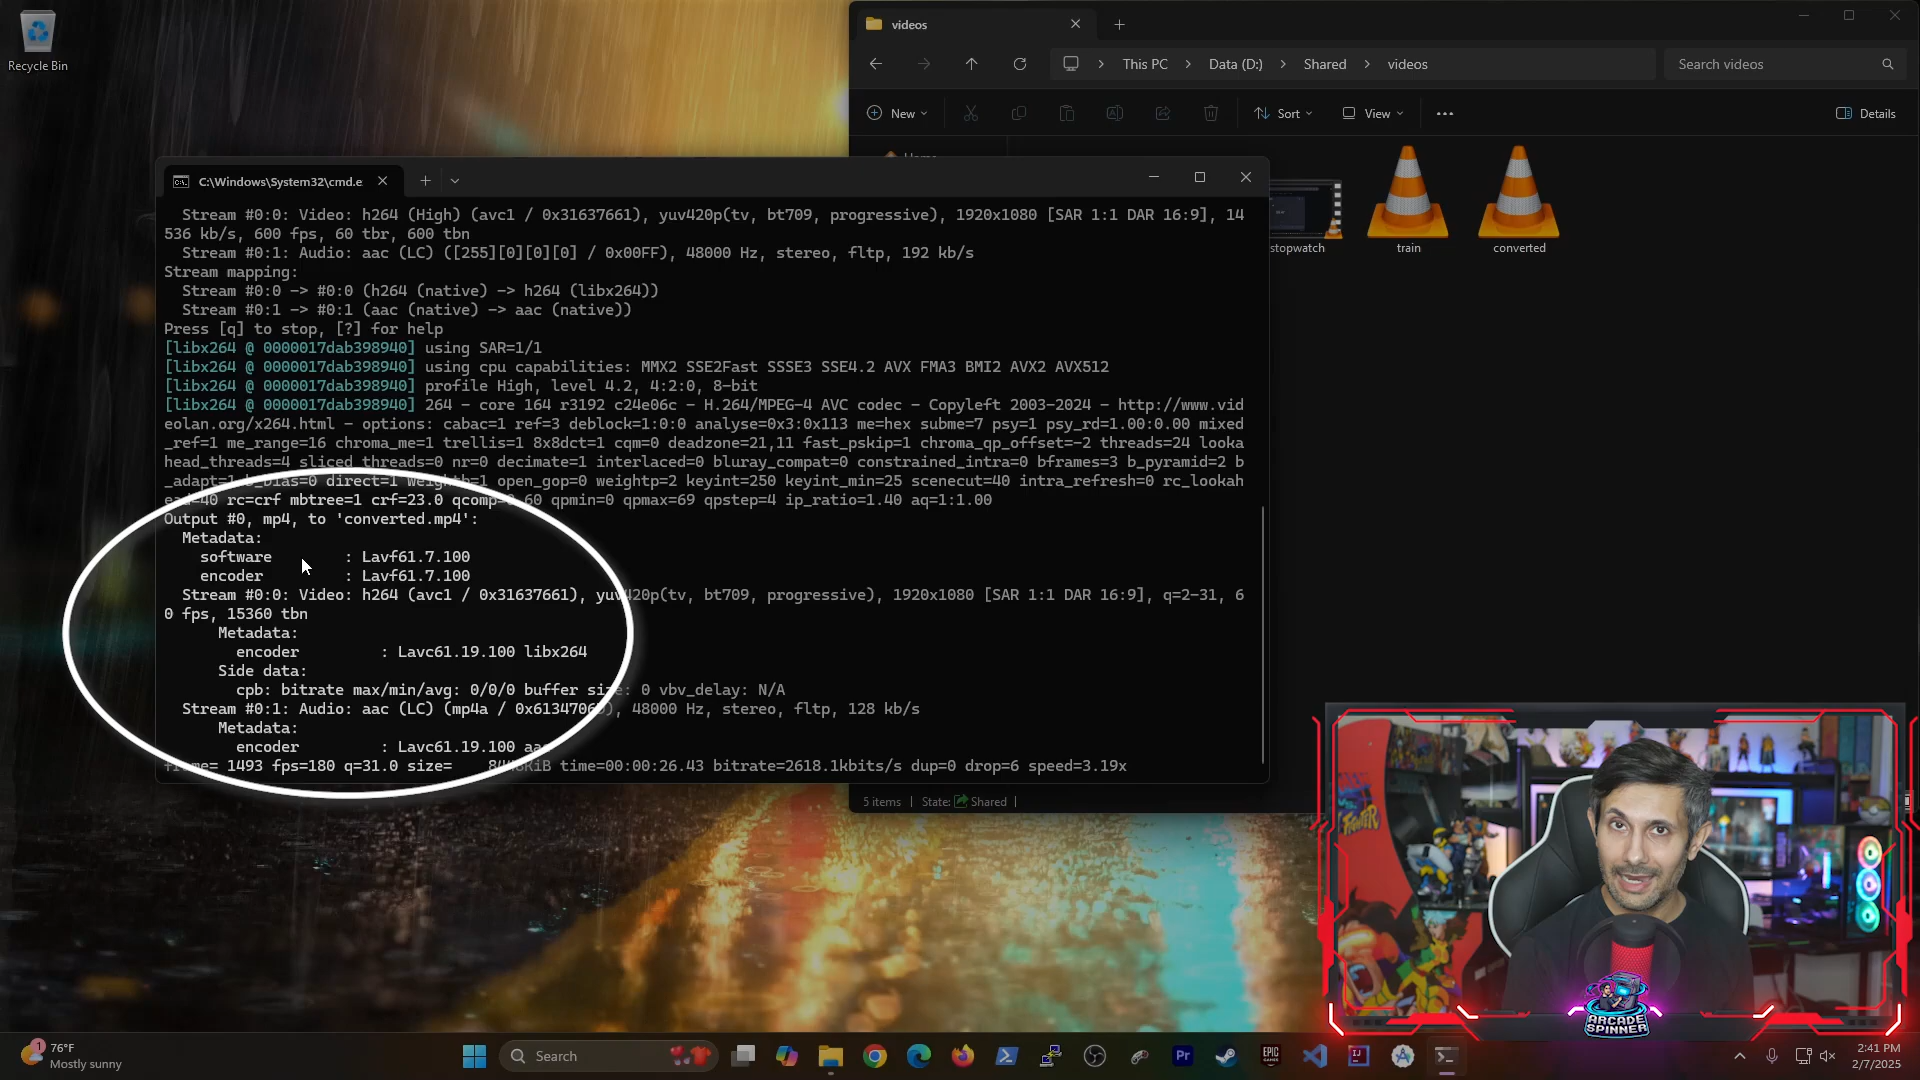 Recycle Bin
videos
This PC
Data (D:)
Shared
videos
Search videos
New
Sort
View
Details
stopwatch
train
converted
C:\Windows\System32\cmd.e
Stream #0:0: Video: h264 (High) (avc1 / 0x31637661), yuv420p(tv, bt709, progressive), 1920x1080 [SAR 1:1 DAR 16:9], 14
536 kb/s, 600 fps, 60 tbr, 600 tbn
Stream #0:1: Audio: aac (LC) ([255][0][0][0] / 0x00FF), 48000 Hz, stereo, fltp, 192 kb/s
Stream mapping:
Stream #0:0 -> #0:0 (h264 (native) -> h264 (libx264))
Stream #0:1 -> #0:1 (aac (native) -> aac (native))
Press [q] to stop, [?] for help
[libx264 @ 0000017dab398940] using SAR=1/1
[libx264 @ 0000017dab398940] using cpu capabilities: MMX2 SSE2Fast SSSE3 SSE4.2 AVX FMA3 BMI2 AVX2 AVX512
[libx264 @ 0000017dab398940] profile High, level 4.2, 4:2:0, 8-bit
[libx264 @ 0000017dab398940] 264 - core 164 r3192 c24e06c - H.264/MPEG-4 AVC codec - Copyleft 2003-2024 - http://www.vid
eolan.org/x264.html - options: cabac=1 ref=3 deblock=1:0:0 analyse=0x3:0x113 me=hex subme=7 psy=1 psy_rd=1.00:0.00 mixed
_ref=1 me_range=16 chroma_me=1 trellis=1 8x8dct=1 cqm=0 deadzone=21,11 fast_pskip=1 chroma_qp_offset=-2 threads=24 looka
head_threads=4 sliced_threads=0 nr=0 decimate=1 interlaced=0 bluray_compat=0 constrained_intra=0 bframes=3 b_pyramid=2 b
_adapt=1 b_bias=0 direct=1 weightb=1 open_gop=0 weightp=2 keyint=250 keyint_min=25 scenecut=40 intra_refresh=0 rc_lookah
ead=40 rc=crf mbtree=1 crf=23.0 qcomp=0.60 qpmin=0 qpmax=69 qpstep=4 ip_ratio=1.40 aq=1:1.00
Output #0, mp4, to 'converted.mp4':
Metadata:
software : Lavf61.7.100
encoder : Lavf61.7.100
Stream #0:0: Video: h264 (avc1 / 0x31637661), yuv420p(tv, bt709, progressive), 1920x1080 [SAR 1:1 DAR 16:9], q=2-31, 6
0 fps, 15360 tbn
Metadata:
encoder : Lavc61.19.100 libx264
Side data:
cpb: bitrate max/min/avg: 0/0/0 buffer size: 0 vbv_delay: N/A
Stream #0:1: Audio: aac (LC) (mp4a / 0x6134706D), 48000 Hz, stereo, fltp, 128 kb/s
Metadata:
encoder : Lavc61.19.100 aac
frame= 1493 fps=180 q=31.0 size= time=00:00:26.43 bitrate=2618.1kbits/s dup=0 drop=6 speed=3.19x
5 items
State: Shared
ARCADE
SPINNER
1
76°F
Mostly sunny
Search
Pr
EPIC
IJ
2:41 PM
2/7/2025